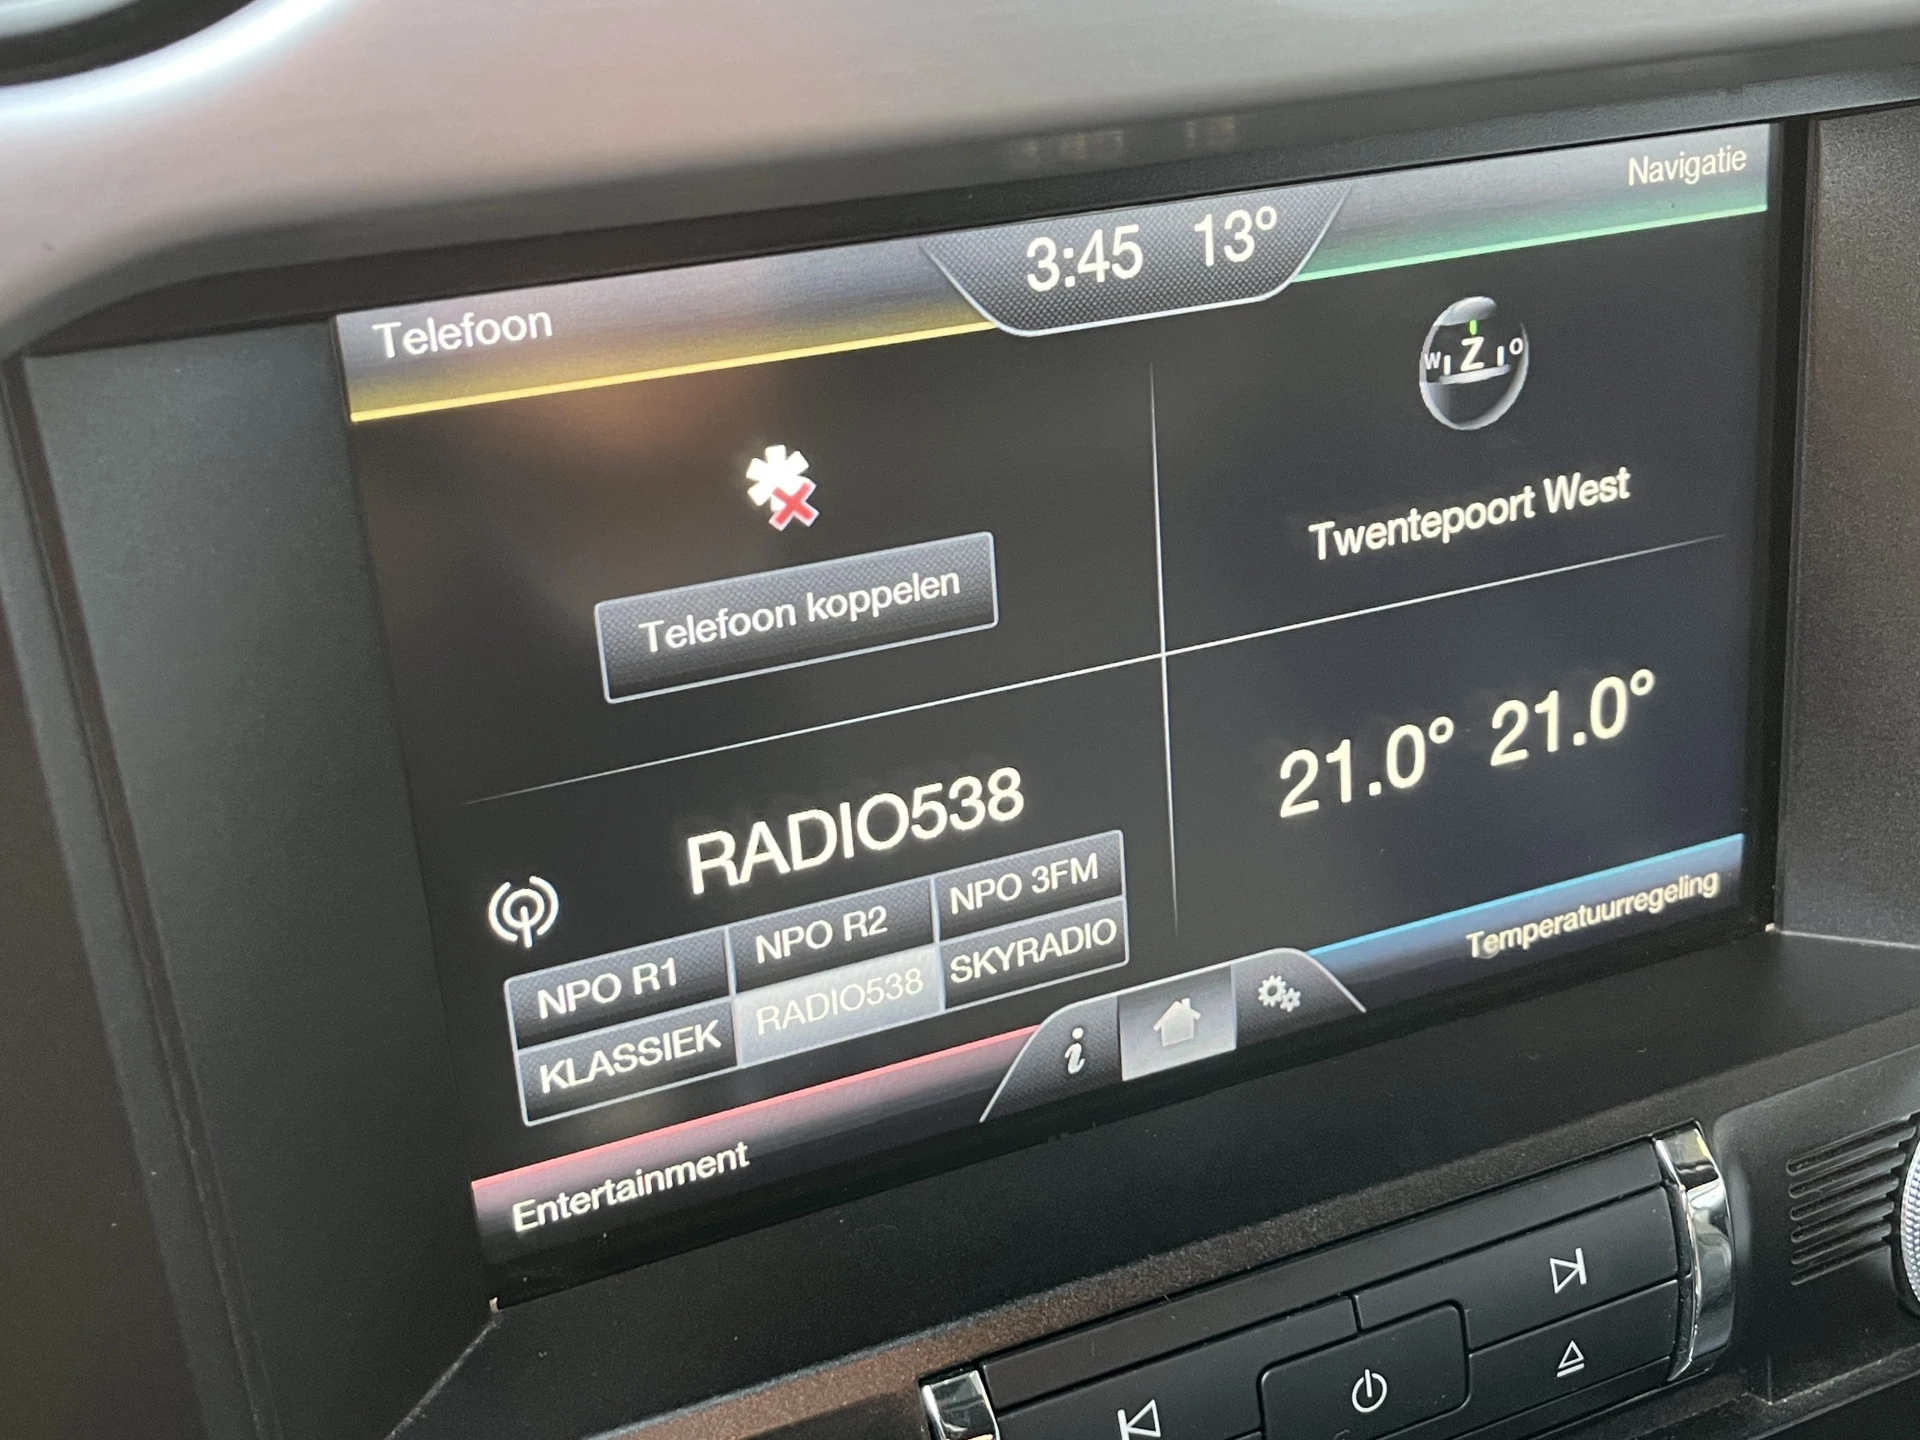 Telefoon
3:45 13°
Navigatie
W I Z I O
Telefoon koppelen
Twentepoort West
RADIO538
NPO R1 NPO R2 NPO 3FM
KLASSIEK RADIO538 SKYRADIO
21.0° 21.0°
Entertainment
i
Temperatuurregeling